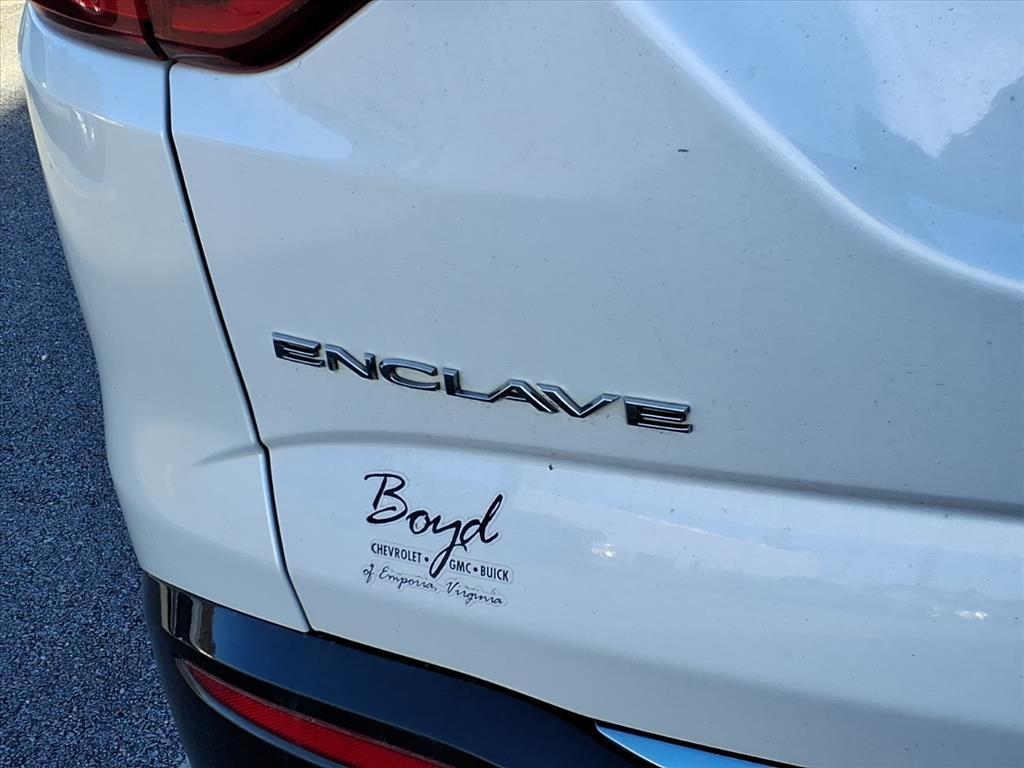 ENCLAVE
Boyd
CHEVROLET • GMC • BUICK
of Emporia, Virginia